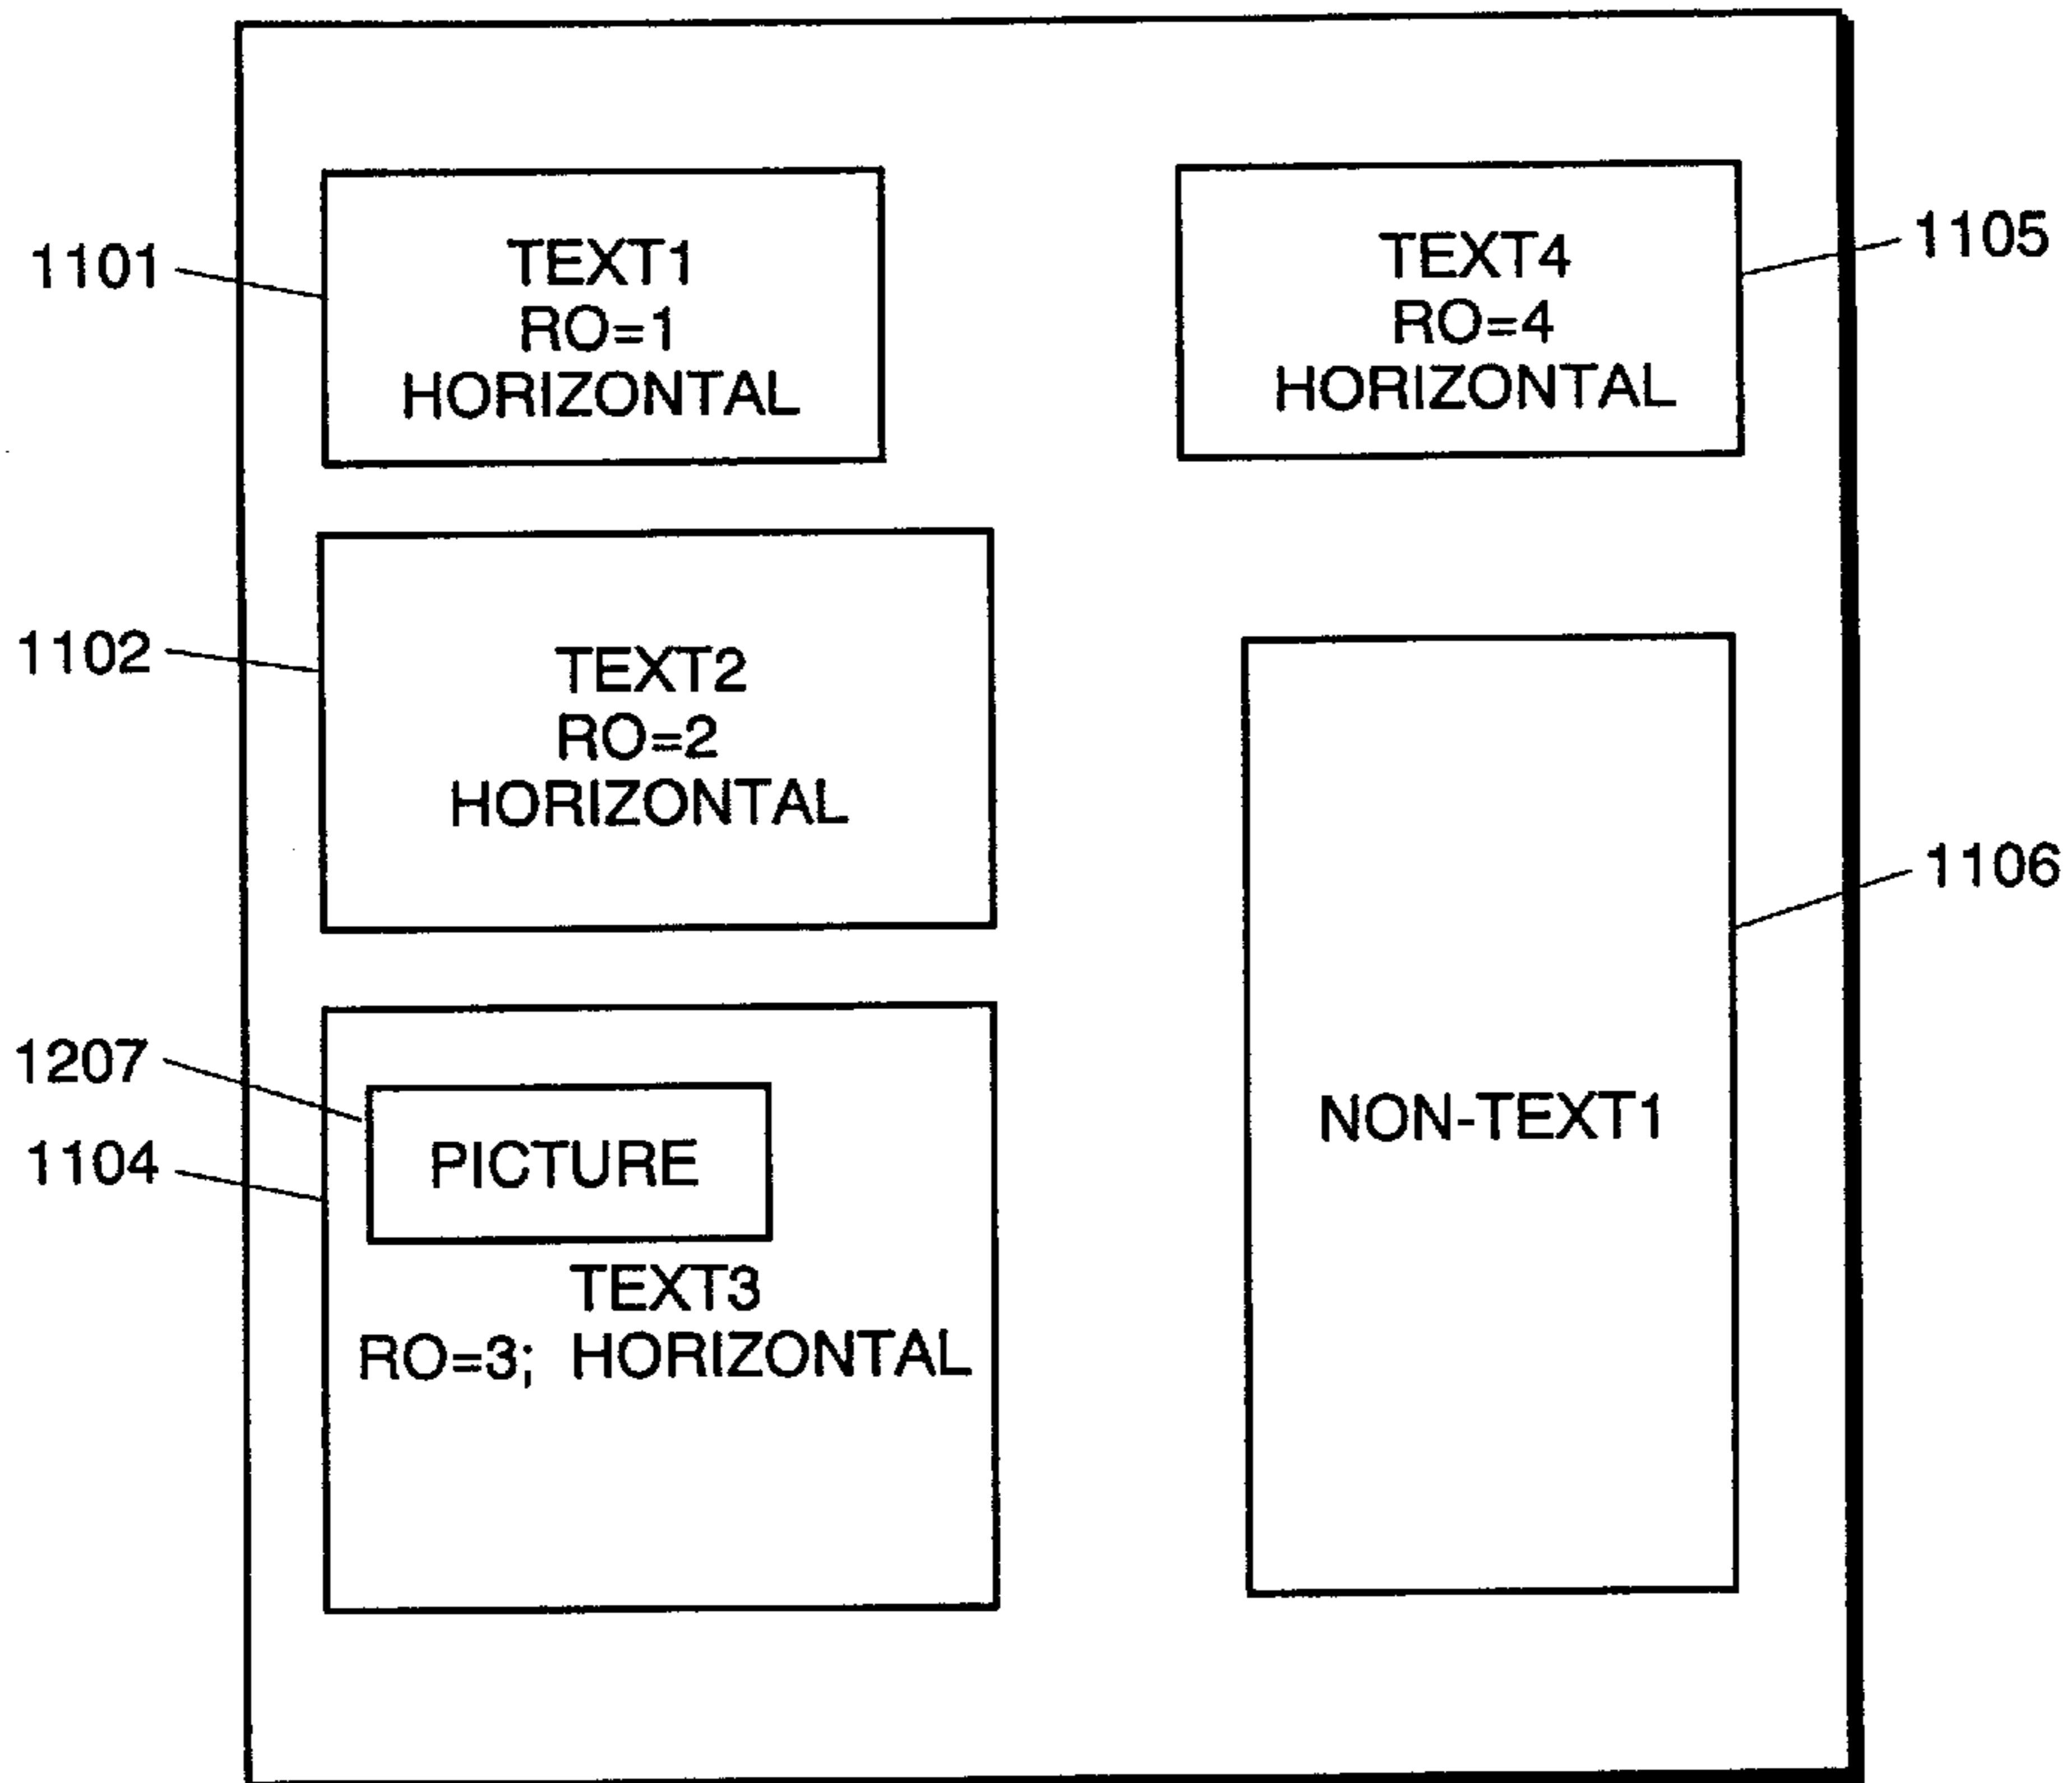 1101
TEXT1
RO=1
HORIZONTAL
1102
TEXT2
RO=2
HORIZONTAL
1207
PICTURE
1104
TEXT3
RO=3; HORIZONTAL
TEXT4
RO=4
HORIZONTAL
1105
NON-TEXT1
1106